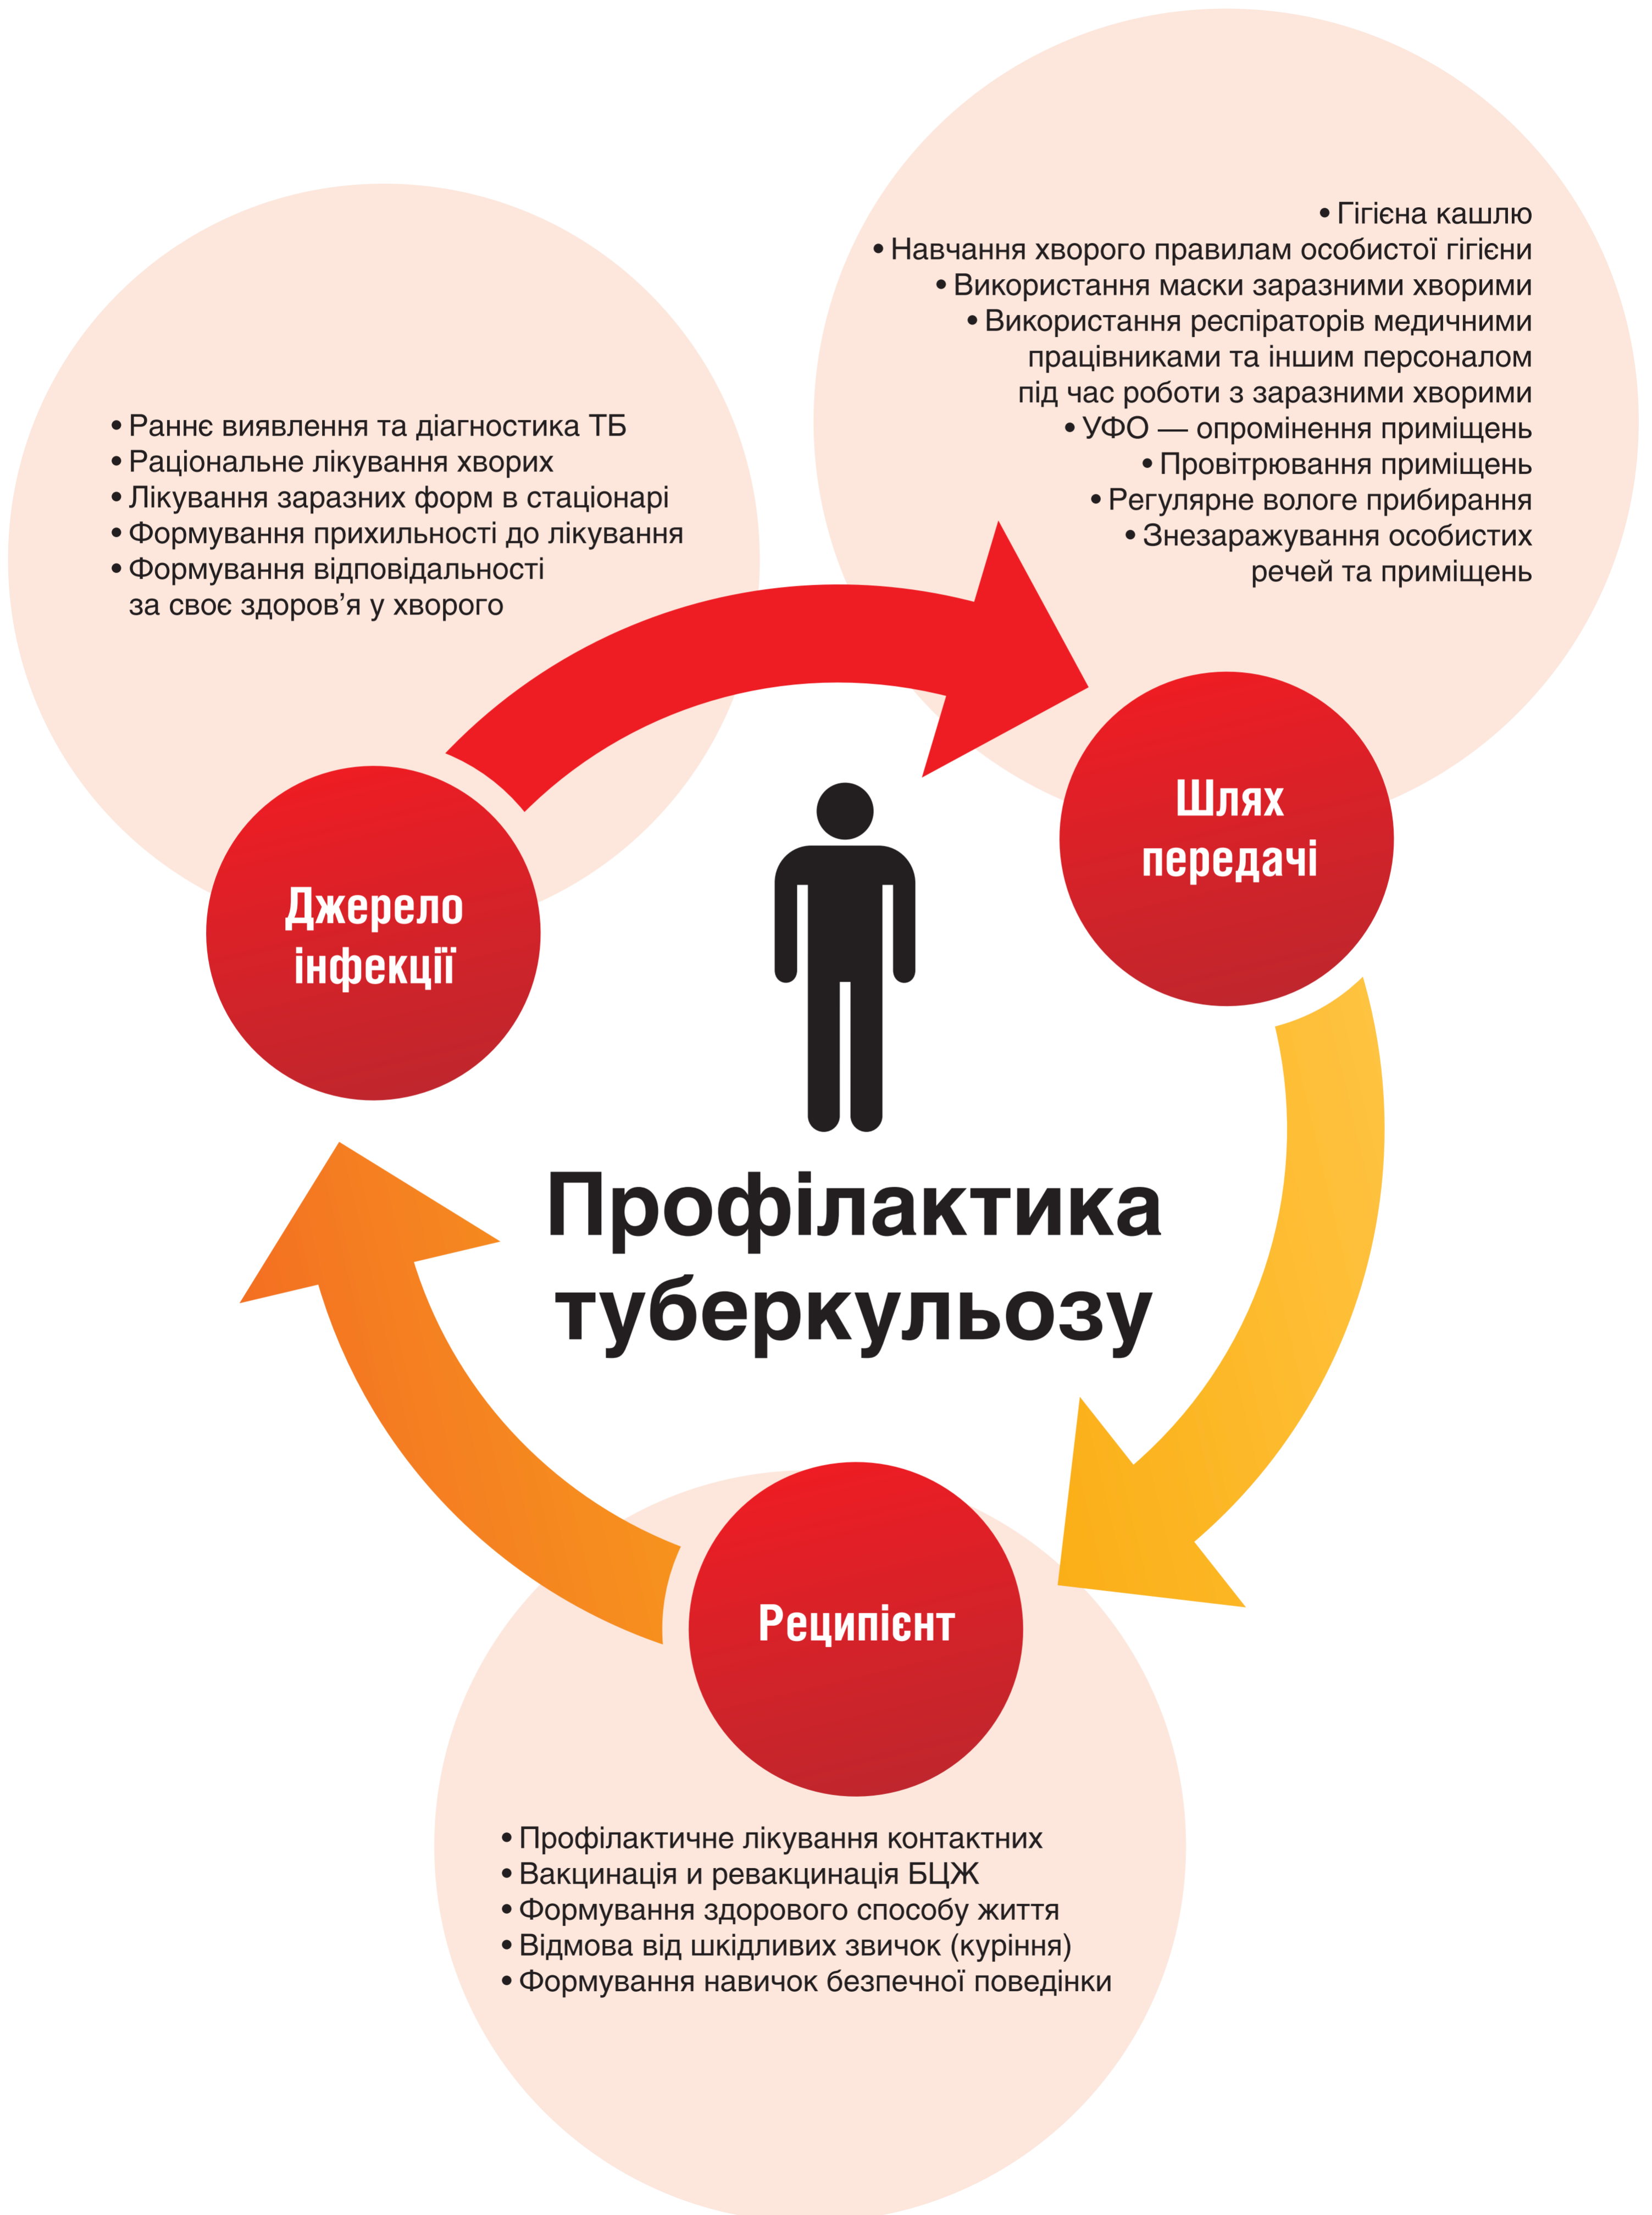 • Раннє виявлення та діагностика ТБ
• Раціональне лікування хворих
• Лікування заразних форм в стаціонарі
• Формування прихильності до лікування
• Формування відповідальності
за своє здоров’я у хворого
Джерело
інфекції
• Гігієна кашлю
• Навчання хворого правилам особистої гігієни
• Використання маски заразними хворими
• Використання респіраторів медичними
працівниками та іншим персоналом
під час роботи з заразними хворими
• УФО — опромінення приміщень
• Провітрювання приміщень
• Регулярне вологе прибирання
• Знезаражування особистих
речей та приміщень
Шлях
передачі
Профілактика
туберкульозу
Реципієнт
• Профілактичне лікування контактних
• Вакцинація и ревакцинація БЦЖ
• Формування здорового способу життя
• Відмова від шкідливих звичок (куріння)
• Формування навичок безпечної поведінки